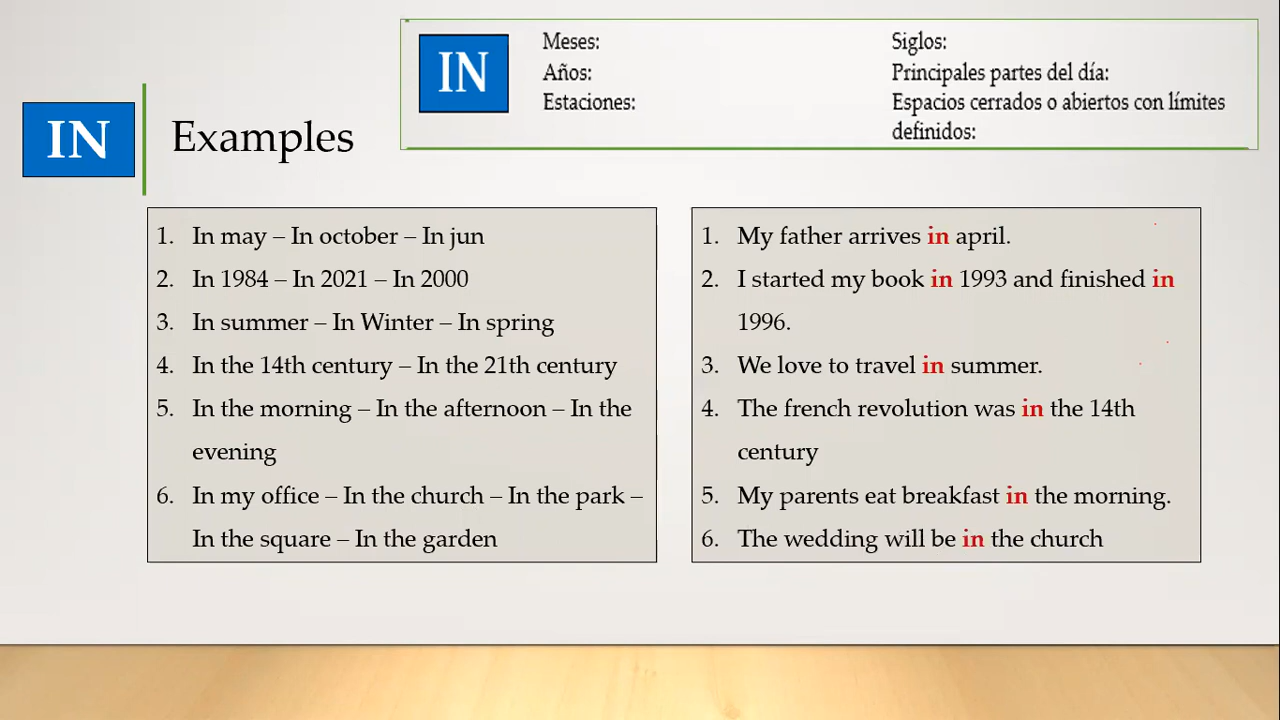 IN
Meses:
Años:
Estaciones:
Siglos:
Principales partes del día:
Espacios cerrados o abiertos con límites
definidos:
IN
Examples
1. In may – In october – In jun
2. In 1984 – In 2021 – In 2000
3. In summer – In Winter – In spring
4. In the 14th century – In the 21th century
5. In the morning – In the afternoon – In the
evening
6. In my office – In the church – In the park –
In the square – In the garden
1. My father arrives in april.
2. I started my book in 1993 and finished in
1996.
3. We love to travel in summer.
4. The french revolution was in the 14th
century
5. My parents eat breakfast in the morning.
6. The wedding will be in the church